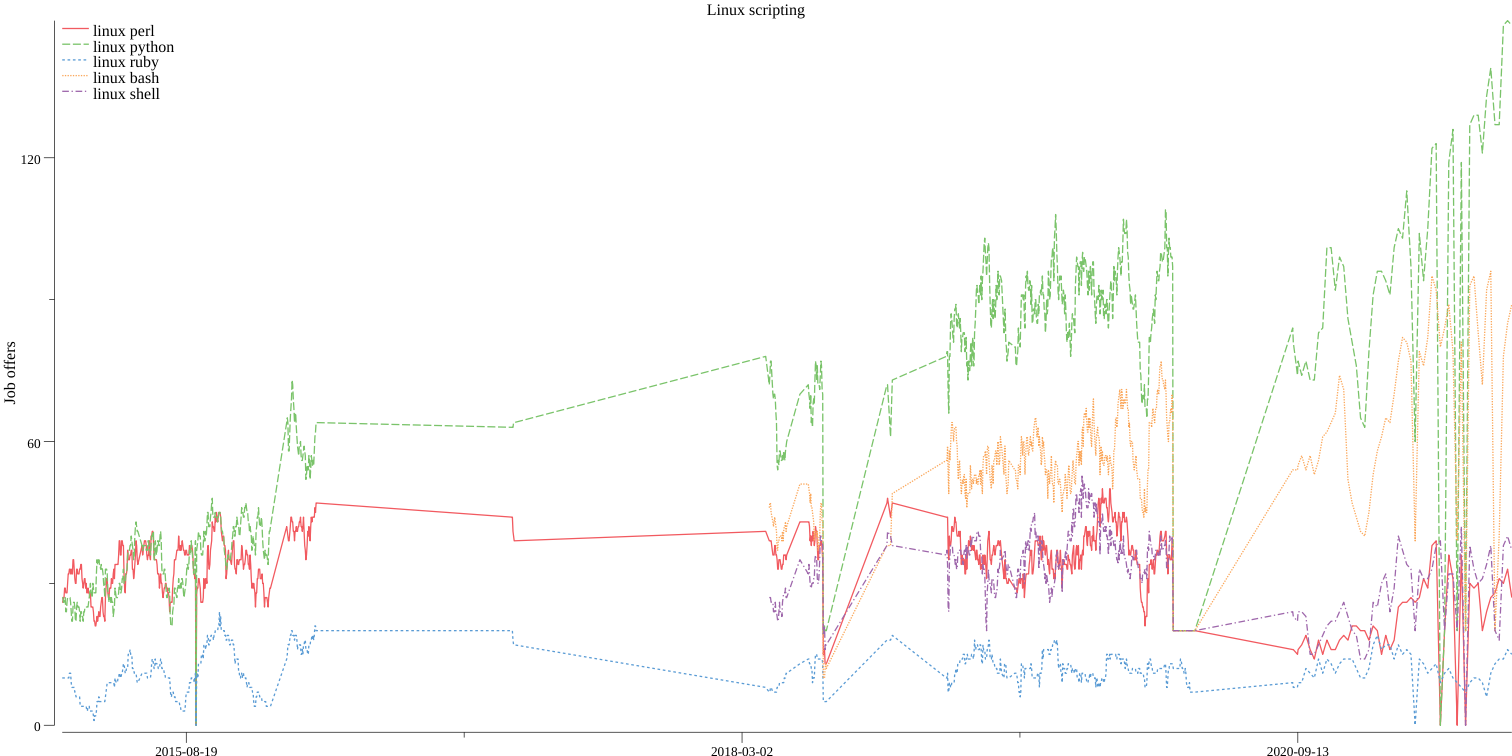 Linux scripting
linux perl
linux python
linux ruby
linux bash
linux shell
120
60
0
Job offers
2015-08-19
2018-03-02
2020-09-13